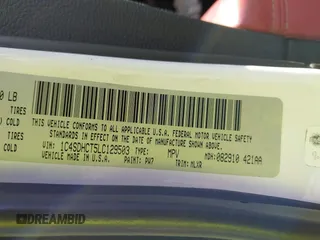 0 LB
TIRES
COLD
TIRES
COLD
THIS VEHICLE CONFORMS TO ALL APPLICABLE U.S.A. FEDERAL MOTOR VEHICLE SAFETY
STANDARDS IN EFFECT ON THE DATE OF MANUFACTURE SHOWN ABOVE.
VIN: 1C4SDHCT5LC129503 TYPE: MPV MDH: 082910 421AA
VEHICLE MADE IN U.S.A. PAINT: PW7 TRIM: HLXR
DREAMBID